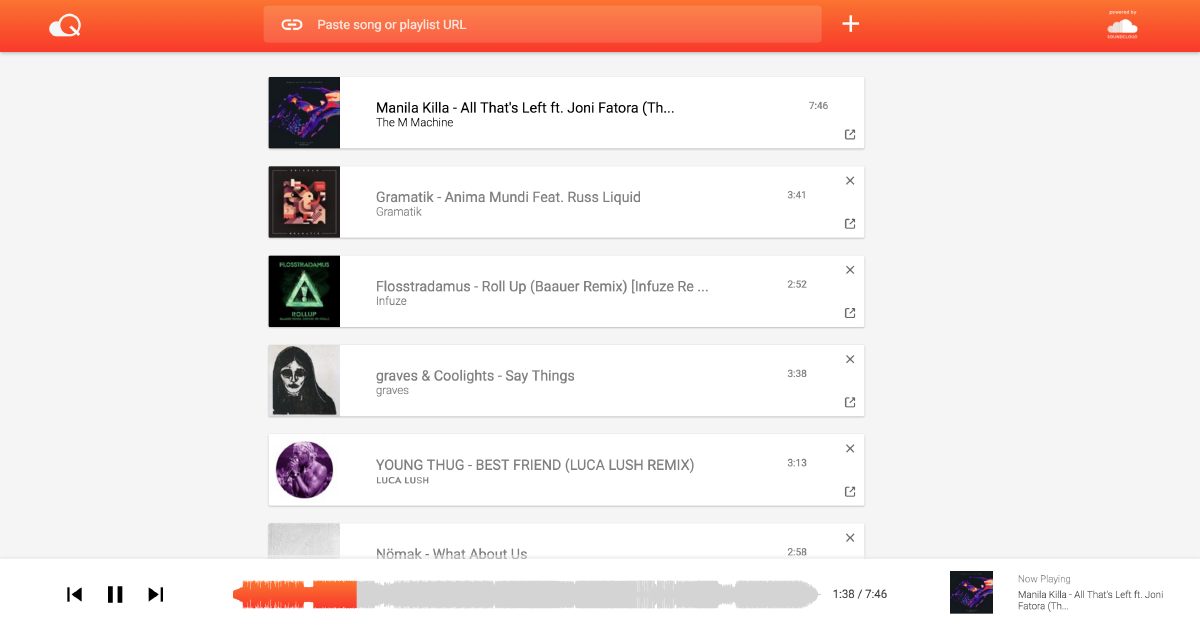 Paste song or playlist URL
powered by
SOUNDCLOUD
Manila Killa - All That's Left ft. Joni Fatora (Th...
7:46
The M Machine
Gramatik - Anima Mundi Feat. Russ Liquid
3:41
Gramatik
FLOSSTRADAMUS
ROLLUP
Flosstradamus - Roll Up (Baauer Remix) [Infuze Re ...
2:52
Infuze
graves & Coolights - Say Things
3:38
graves
YOUNG THUG - BEST FRIEND (LUCA LUSH REMIX)
3:13
LUCA LUSH
Nömak - What About Us
2:58
1:38 / 7:46
Now Playing
Manila Killa - All That's Left ft. Joni
Fatora (Th...